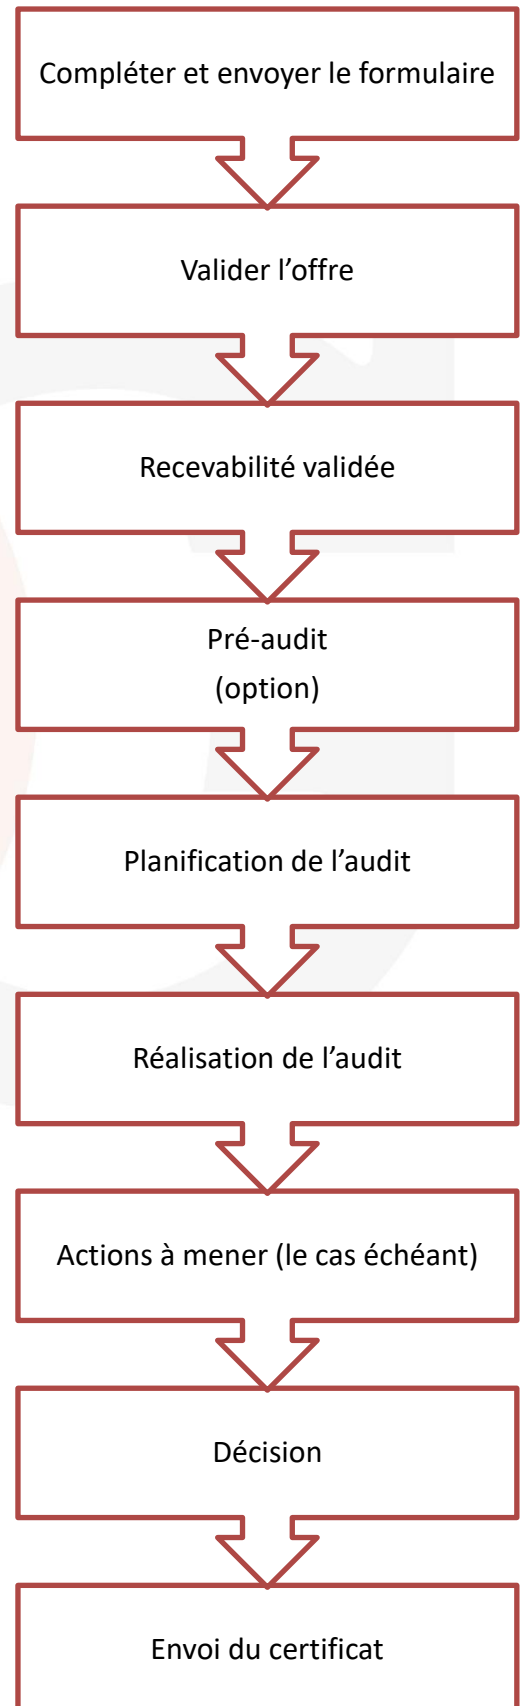 Compléter et envoyer le formulaire
Valider l’offre
Recevabilité validée
Pré-audit
(option)
Planification de l’audit
Réalisation de l’audit
Actions à mener (le cas échéant)
Décision
Envoi du certificat